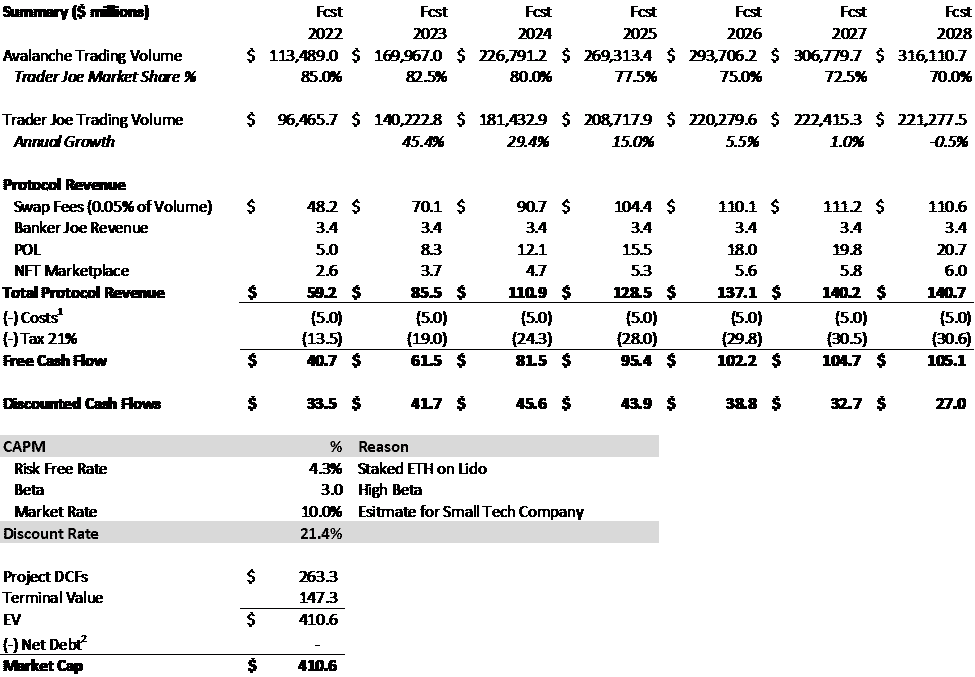 Summary ($ millions) Fcst Fcst Fcst Fcst Fcst Fcst Fcst
2022 2023 2024 2025 2026 2027 2028
Avalanche Trading Volume $ 113,489.0 $ 169,967.0 $ 226,791.2 $ 269,313.4 $ 293,706.2 $ 306,779.7 $ 316,110.7
Trader Joe Market Share % 85.0% 82.5% 80.0% 77.5% 75.0% 72.5% 70.0%
Trader Joe Trading Volume $ 96,465.7 $ 140,222.8 $ 181,432.9 $ 208,717.9 $ 220,279.6 $ 222,415.3 $ 221,277.5
Annual Growth 45.4% 29.4% 15.0% 5.5% 1.0% -0.5%
Protocol Revenue
Swap Fees (0.05% of Volume) $ 48.2 $ 70.1 $ 90.7 $ 104.4 $ 110.1 $ 111.2 $ 110.6
Banker Joe Revenue 3.4 3.4 3.4 3.4 3.4 3.4 3.4
POL 5.0 8.3 12.1 15.5 18.0 19.8 20.7
NFT Marketplace 2.6 3.7 4.7 5.3 5.6 5.8 6.0
Total Protocol Revenue $ 59.2 $ 85.5 $ 110.9 $ 128.5 $ 137.1 $ 140.2 $ 140.7
(-) Costs¹ (5.0) (5.0) (5.0) (5.0) (5.0) (5.0) (5.0)
(-) Tax 21% (13.5) (19.0) (24.3) (28.0) (29.8) (30.5) (30.6)
Free Cash Flow $ 40.7 $ 61.5 $ 81.5 $ 95.4 $ 102.2 $ 104.7 $ 105.1
Discounted Cash Flows $ 33.5 $ 41.7 $ 45.6 $ 43.9 $ 38.8 $ 32.7 $ 27.0
CAPM % Reason
Risk Free Rate 4.3% Staked ETH on Lido
Beta 3.0 High Beta
Market Rate 10.0% Esitmate for Small Tech Company
Discount Rate 21.4%
Project DCFs $ 263.3
Terminal Value 147.3
EV $ 410.6
(-) Net Debt² -
Market Cap $ 410.6